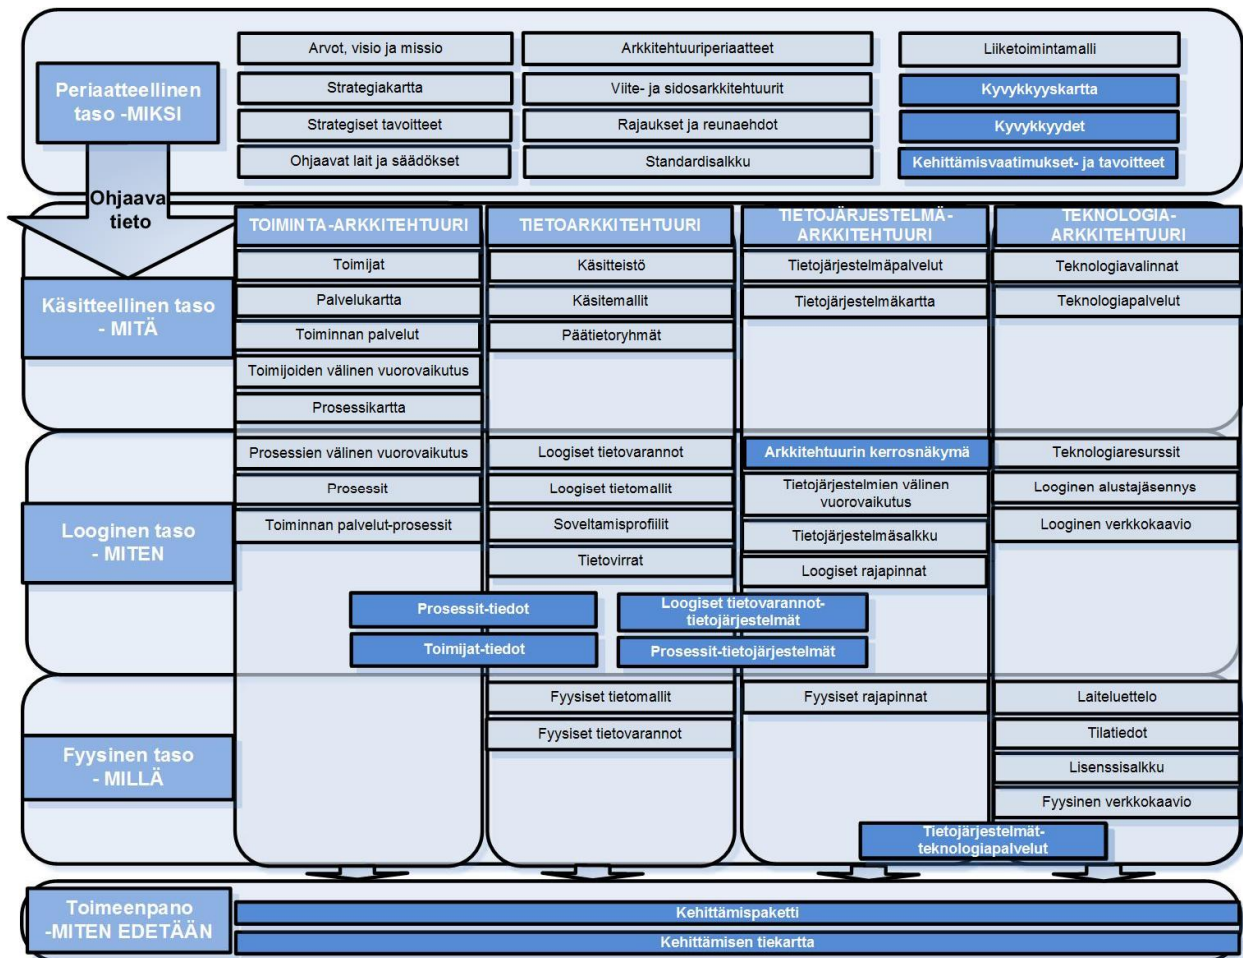 Periaatteellinen
taso -MIKSI
Arvot, visio ja missio
Strategiakartta
Strategiset tavoitteet
Ohjaavat lait ja säädökset
Arkkitehtuuriperiaatteet
Viite- ja sidosarkkitehtuurit
Rajaukset ja reunaehdot
Standardisalkku
Liiketoimintamalli
Kyvykkyyskartta
Kyvykkyydet
Kehittämisvaatimukset- ja tavoitteet
Ohjaava
tieto
TOIMINTA-ARKKITEHTUURI
TIETOARKKITEHTUURI
TIETOJÄRJESTELMÄ-
ARKKITEHTUURI
TEKNOLOGIA-
ARKKITEHTUURI
Käsitteellinen taso
- MITÄ
Toimijat
Palvelukartta
Toiminnan palvelut
Toimijoiden välinen vuorovaikutus
Prosessikartta
Käsitteistö
Käsitemallit
Päätietoryhmät
Tietojärjestelmäpalvelut
Tietojärjestelmäkartta
Teknologiavalinnat
Teknologiapalvelut
Looginen taso
- MITEN
Prosessien välinen vuorovaikutus
Prosessit
Toiminnan palvelut-prosessit
Loogiset tietovarannot
Loogiset tietomallit
Soveltamisprofiilit
Tietovirrat
Arkkitehtuurin kerrosnäkymä
Tietojärjestelmien välinen
vuorovaikutus
Tietojärjestelmäsalkku
Loogiset rajapinnat
Teknologiaresurssit
Looginen alustajäsennys
Looginen verkkokaavio
Prosessit-tiedot
Toimijat-tiedot
Loogiset tietovarannot-
tietojärjestelmät
Prosessit-tietojärjestelmät
Fyysinen taso
- MILLÄ
Fyysiset tietomallit
Fyysiset tietovarannot
Fyysiset rajapinnat
Laiteluettelo
Tilatiedot
Lisenssisalkku
Fyysinen verkkokaavio
Tietojärjestelmät-
teknologiapalvelut
Toimeenpano
-MITEN EDETÄÄN
Kehittämispaketti
Kehittämisen tiekartta